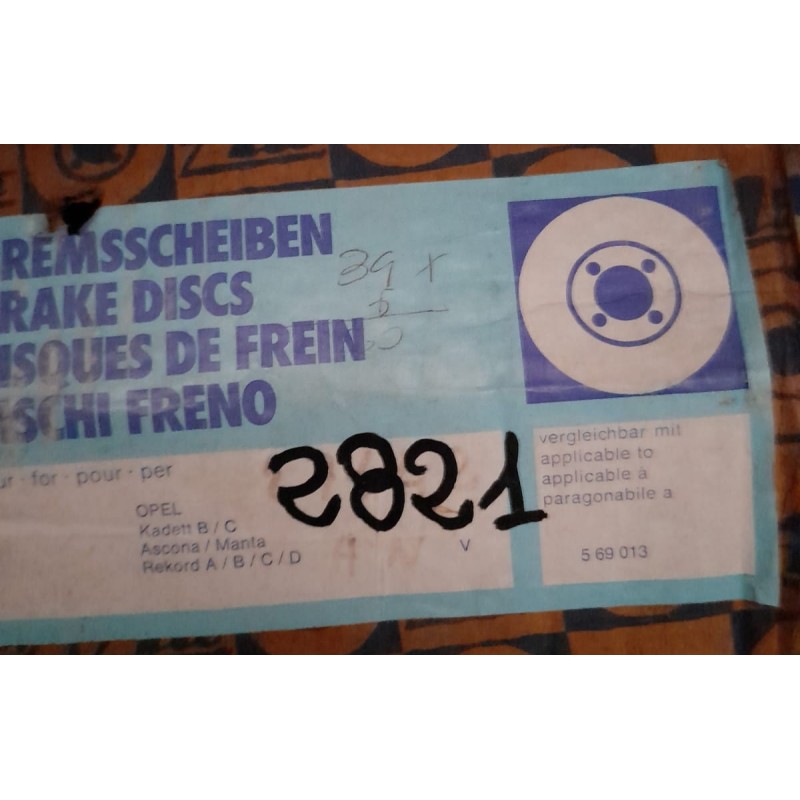 REMSSCHEIBEN
RAKE DISCS
ISQUES DE FREIN
ISCHI FRENO
39 +
ur · for · pour · per
2821
OPEL
Kadett B / C
Ascona / Manta
Rekord A / B / C / D
V
vergleichbar mit
applicable to
applicable à
paragonabile a
5 69 013